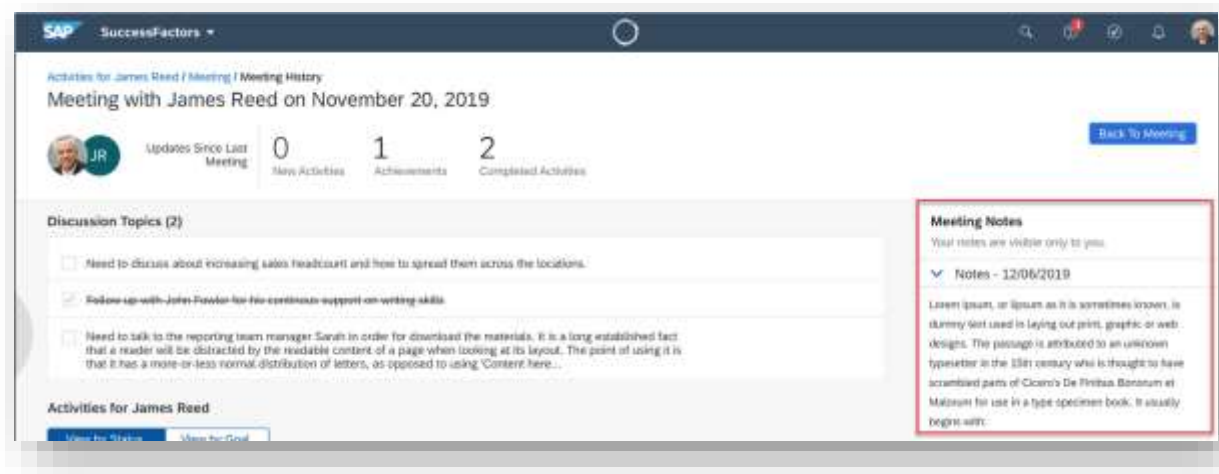 SAP SuccessFactors
Activities for James Reed / Meeting / Meeting History
Meeting with James Reed on November 20, 2019
Back To Meeting
JR
Updates Since Last
Meeting
0
New Activities
1
Achievements
2
Completed Activities
Discussion Topics (2)
Need to discuss about increasing sales headcount and how to spread them across the locations.
Follow up with John Fowler for his continous support on writing skills
Need to talk to the reporting team manager Sarah in order for download the materials. It is a long established fact
that a reader will be distracted by the readable content of a page when looking at its layout. The point of using it is
that it has a more-or-less normal distribution of letters, as opposed to using 'Content here...
Activities for James Reed
View by Status
View by Goal
Meeting Notes
Your notes are visible only to you.
Notes - 12/06/2019
Lorem ipsum, or lipsum as it is sometimes known, is
dummy text used in laying out print, graphic or web
designs. The passage is attributed to an unknown
typesetter in the 15th century who is thought to have
scrambled parts of Cicero's De Finibus Bonorum et
Malorum for use in a type specimen book. It usually
begins with: